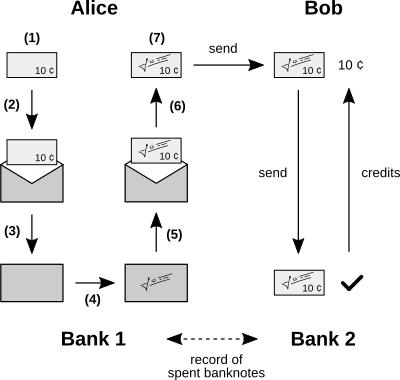 Alice
Bob
(1)
(7)
10 ¢
10 ¢
send
10 ¢
10 ¢
(2)
(6)
10 ¢
10 ¢
send
credits
(3)
(5)
(4)
10 ¢
Bank 1
Bank 2
record of
spent banknotes